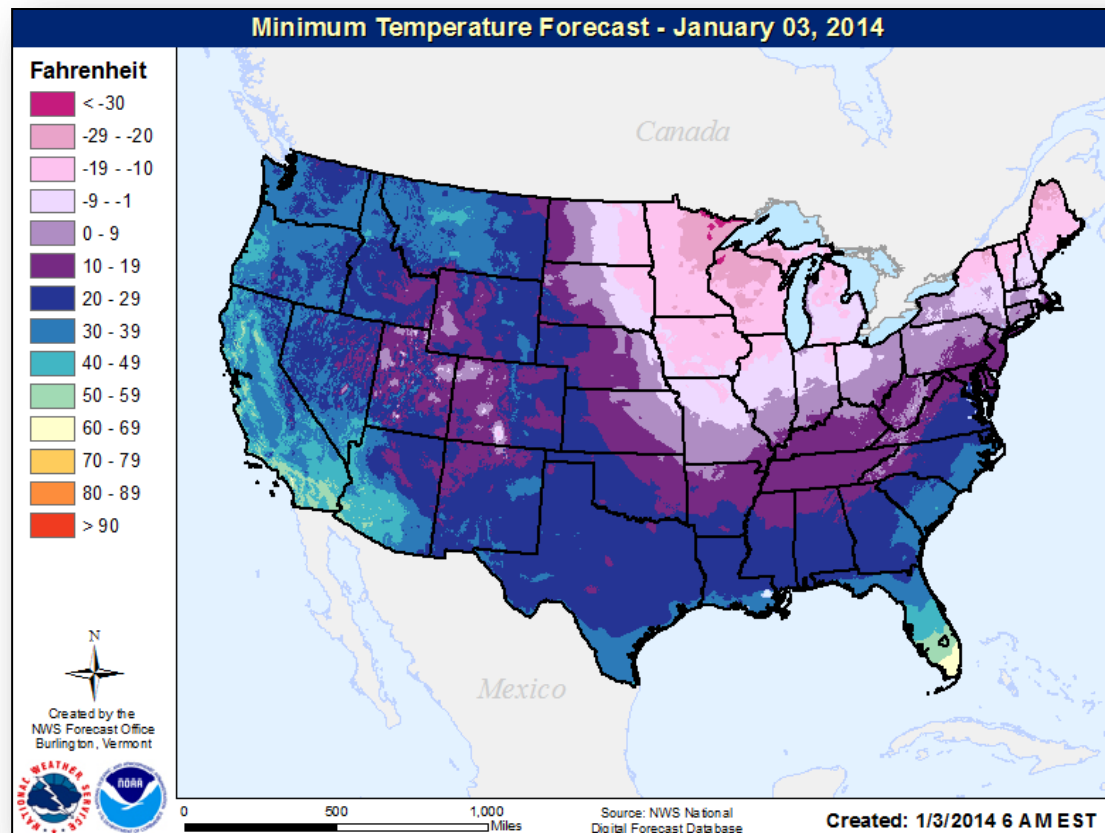 Minimum Temperature Forecast - January 03, 2014
Fahrenheit
< -30
-29 - -20
-19 - -10
-9 - -1
0 - 9
10 - 19
20 - 29
30 - 39
40 - 49
50 - 59
60 - 69
70 - 79
80 - 89
> 90
Canada
Mexico
N
Created by the
NWS Forecast Office
Burlington, Vermont
NATIONAL WEATHER SERVICE
NOAA
0 500 1,000
Miles
Source: NWS National
Digital Forecast Database
Created: 1/3/2014 6 AM EST